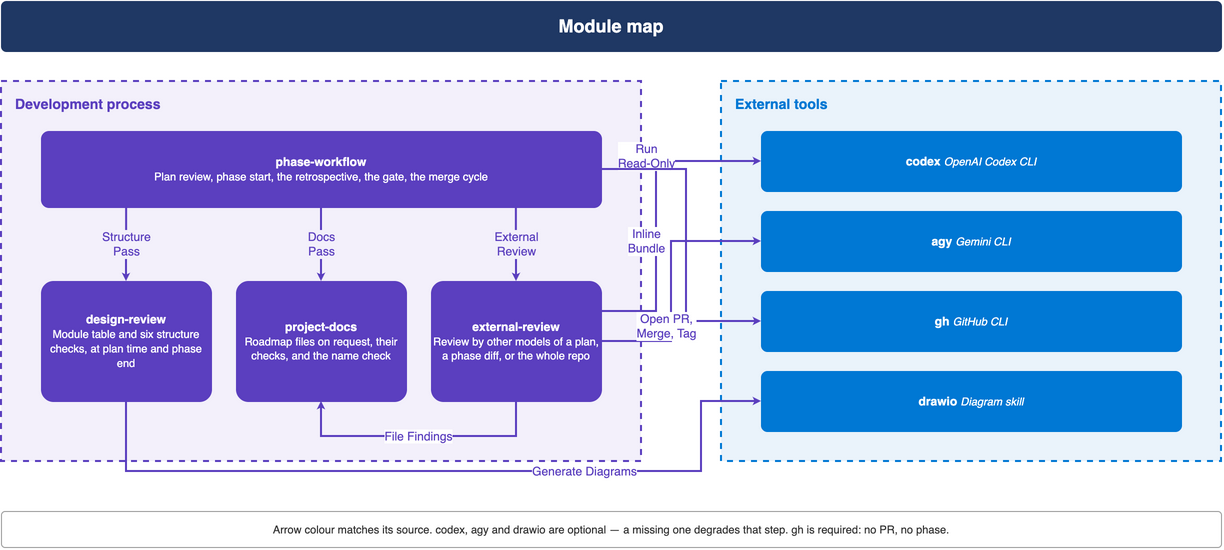 Module map
Development process
phase-workflow
Plan review, phase start, the retrospective, the gate, the merge cycle
Structure
Pass
Docs
Pass
External
Review
design-review
Module table and six structure
checks, at plan time and phase
end
project-docs
Roadmap files on request, their
checks, and the name check
external-review
Review by other models of a plan,
a phase diff, or the whole repo
File Findings
Generate Diagrams
Run
Read-Only
Inline
Bundle
Open PR,
Merge, Tag
External tools
codex OpenAI Codex CLI
agy Gemini CLI
gh GitHub CLI
drawio Diagram skill
Arrow colour matches its source. codex, agy and drawio are optional — a missing one degrades that step. gh is required: no PR, no phase.